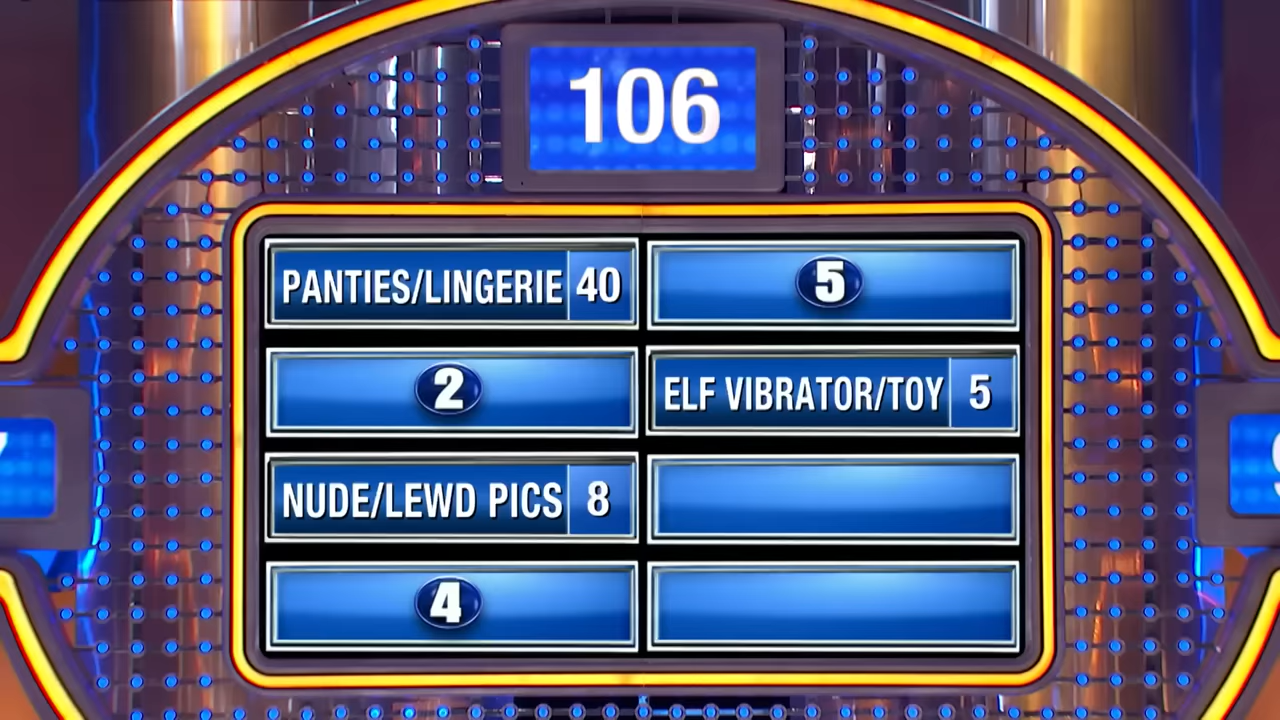 106
PANTIES/LINGERIE 40
5
2
ELF VIBRATOR/TOY 5
NUDE/LEWD PICS 8
4